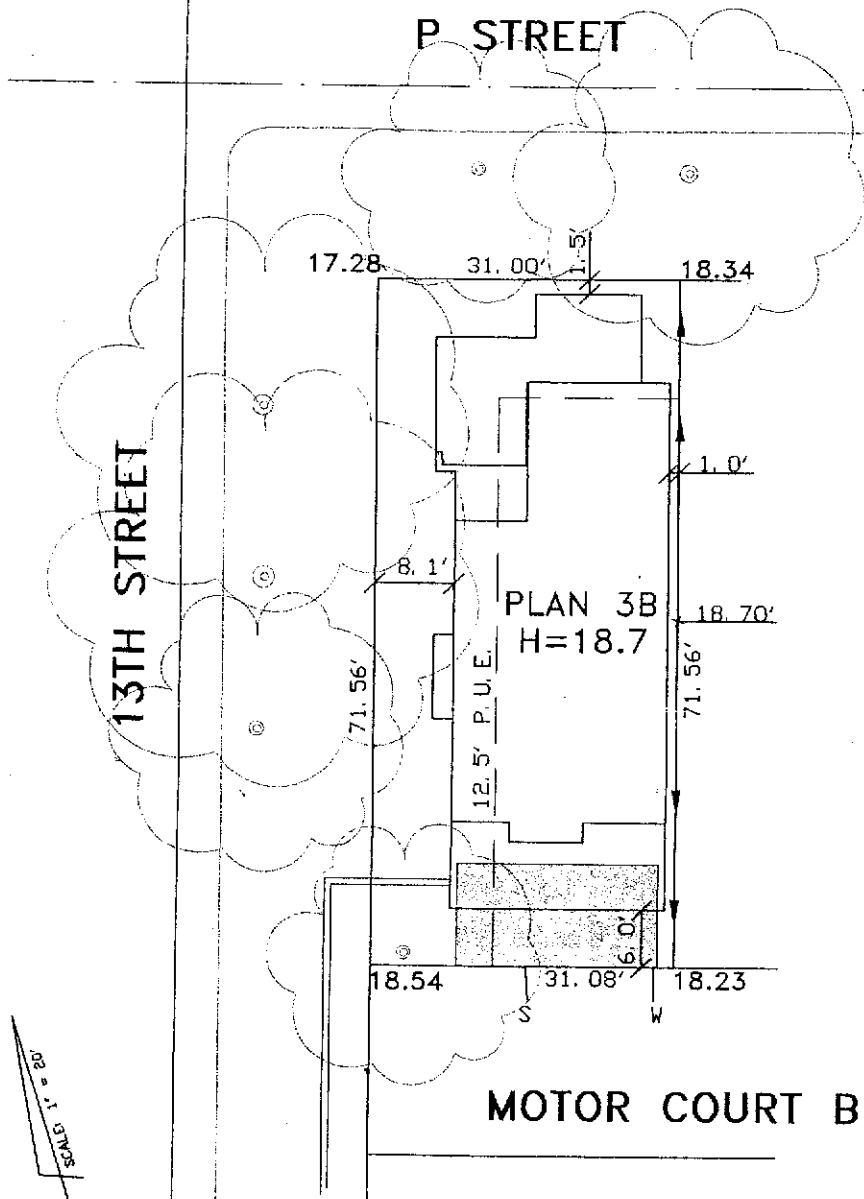 P STREET
17.28
31.00'
1.5'
18.34
1.0'
8.1'
PLAN 3B
H=18.7
18.70'
13TH STREET
71.56'
12.5' P.U.E.
71.56'
6.0'
18.54
31.08'
18.23
S
W
SCALE: 1" = 20'
MOTOR COURT B